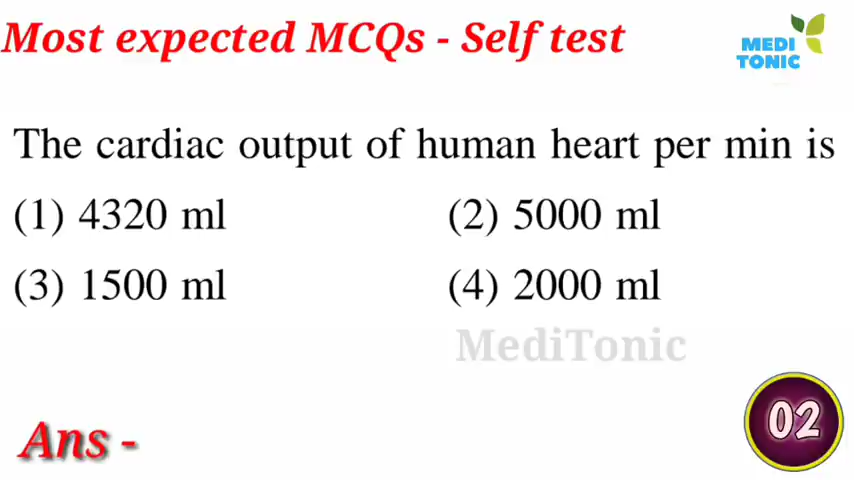 Most expected MCQs - Self test
MEDI
TONIC
The cardiac output of human heart per min is
(1) 4320 ml (2) 5000 ml
(3) 1500 ml (4) 2000 ml
MediTonic
Ans -
02